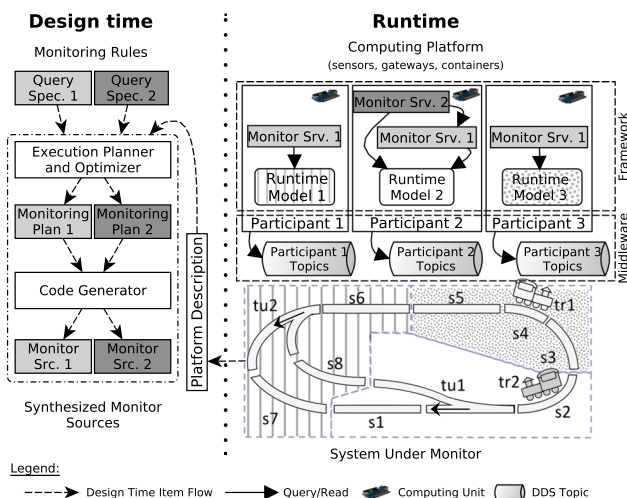 Design time
Monitoring Rules
Query
Spec. 1
Query
Spec. 2
Execution Planner
and Optimizer
Monitoring
Plan 1
Monitoring
Plan 2
Code Generator
Monitor
Src. 1
Monitor
Src. 2
Synthesized Monitor
Sources
Platform Description
Runtime
Computing Platform
(sensors, gateways, containers)
Monitor Srv. 1
Runtime
Model 1
Participant 1
Monitor Srv. 2
Monitor Srv. 1
Runtime
Model 2
Participant 2
Monitor Srv. 1
Runtime
Model 3
Participant 3
Framework
Middleware
Participant 1
Topics
Participant 2
Topics
Participant 3
Topics
tu2
s6
s5
tr1
s4
s3
s8
tu1
tr2
s7
s1
s2
System Under Monitor
Legend:
Design Time Item Flow
Query/Read
Computing Unit
DDS Topic